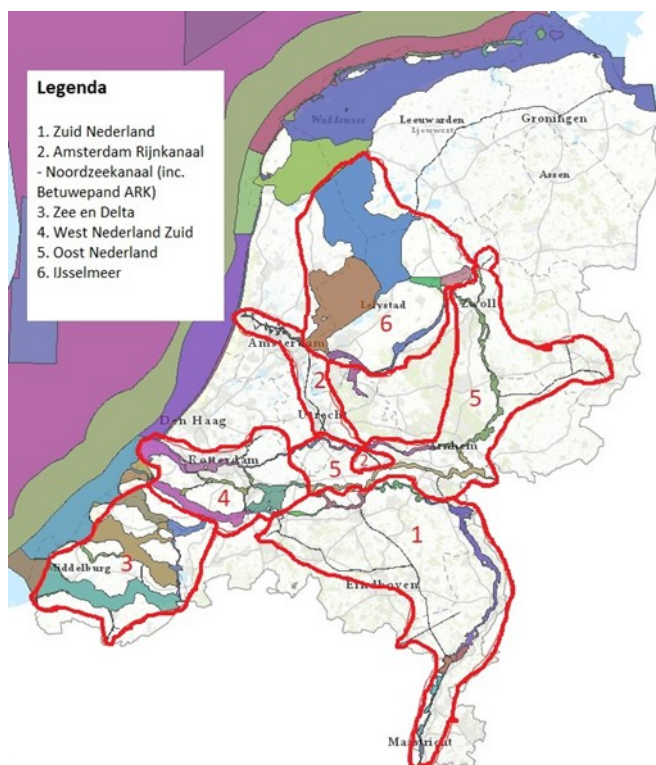 Legenda
1. Zuid Nederland
2. Amsterdam Rijnkanaal
- Noordzeekanaal (inc.
Betuwepand ARK)
3. Zee en Delta
4. West Nederland Zuid
5. Oost Nederland
6. IJsselmeer
Waddenzee
Leeuwarden
Ljouwert
Groningen
Assen
Lelystad
Zwoll
6
Amsterdam
2
5
Utrecht
Den Haag
Arnhem
Rotterdam
5
2
4
1
3
Middelburg
Eindhoven
Maastricht